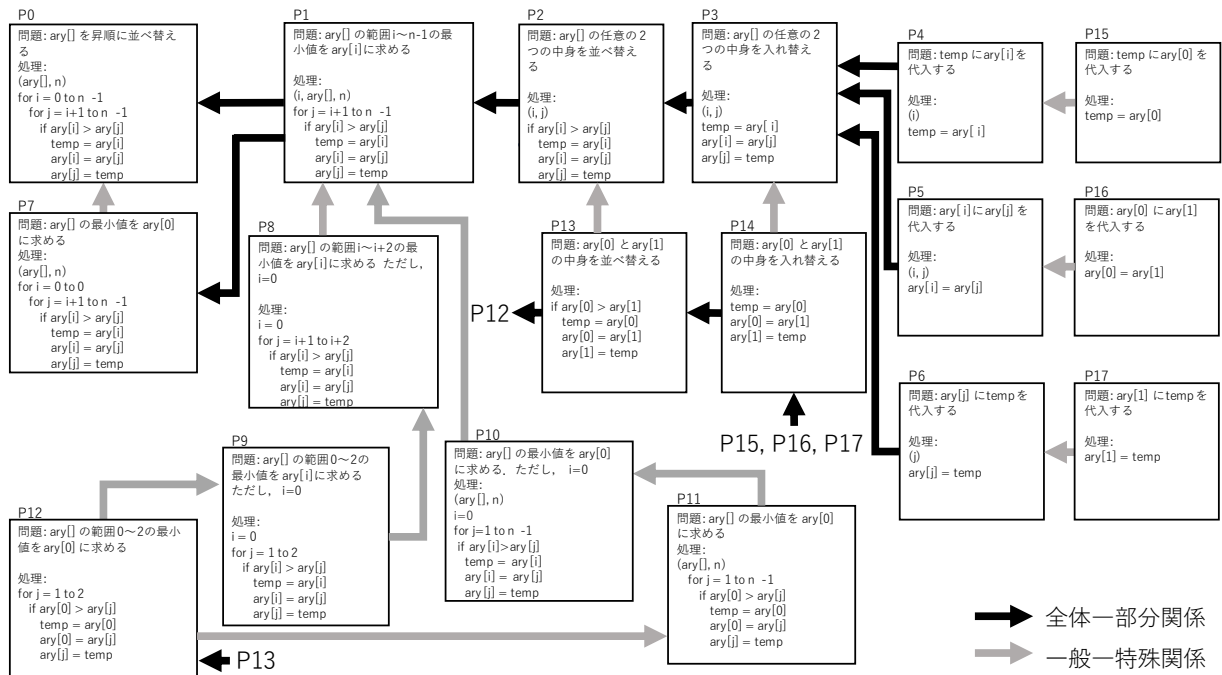 P0
問題: ary[] を昇順に並べ替え
る
処理:
(ary[], n)
for i = 0 to n -1
for j = i+1 to n -1
if ary[i] > ary[j]
temp = ary[i]
ary[i] = ary[j]
ary[j] = temp
P1
問題: ary[] の範囲i～n-1の最
小値を ary[i]に求める
処理:
(i, ary[], n)
for j = i+1 to n -1
if ary[i] > ary[j]
temp = ary[i]
ary[i] = ary[j]
ary[j] = temp
P2
問題: ary[] の任意の2
つの中身を並べ替え
る
処理:
(i, j)
if ary[i] > ary[j]
temp = ary[i]
ary[i] = ary[j]
ary[j] = temp
P3
問題: ary[] の任意の2
つの中身を入れ替え
る
処理:
(i, j)
temp = ary[ i]
ary[i] = ary[j]
ary[j] = temp
P4
問題: temp にary[ i]を
代入する
処理:
(i)
temp = ary[ i]
P15
問題: temp にary[0] を
代入する
処理:
temp = ary[0]
P5
問題: ary[ i]にary[j] を
代入する
処理:
(i, j)
ary[ i] = ary[j]
P16
問題: ary[0] にary[1]
を代入する
処理:
ary[0] = ary[1]
P6
問題: ary[j] にtempを
代入する
処理:
(j)
ary[j] = temp
P17
問題: ary[1] にtempを
代入する
処理:
ary[1] = temp
P7
問題: ary[] の最小値を ary[0]
に求める
処理:
(ary[], n)
for i = 0 to 0
for j = i+1 to n -1
if ary[i] > ary[j]
temp = ary[i]
ary[i] = ary[j]
ary[j] = temp
P8
問題: ary[] の範囲i～i+2の最
小値をary[i]に求める ただし,
i=0
処理:
i = 0
for j = i+1 to i+2
if ary[i] > ary[j]
temp = ary[i]
ary[i] = ary[j]
ary[j] = temp
P13
問題: ary[0] とary[1]
の中身を並べ替える
処理:
if ary[0] > ary[1]
temp = ary[0]
ary[0] = ary[1]
ary[1] = temp
P12
P14
問題: ary[0] とary[1]
の中身を入れ替える
処理:
temp = ary[0]
ary[0] = ary[1]
ary[1] = temp
P15, P16, P17
P9
問題: ary[] の範囲0～2の
最小値をary[i]に求める
ただし, i=0
処理:
i = 0
for j = 1 to 2
if ary[i] > ary[j]
temp = ary[i]
ary[i] = ary[j]
ary[j] = temp
P10
問題: ary[] の最小値を ary[0]
に求める．ただし, i=0
処理:
(ary[], n)
i=0
for j=1 to n -1
if ary[i]>ary[j]
temp = ary[i]
ary[i] = ary[j]
ary[j] = temp
P11
問題: ary[] の最小値を ary[0]
に求める
処理:
(ary[], n)
for j = 1 to n -1
if ary[0] > ary[j]
temp = ary[0]
ary[0] = ary[j]
ary[j] = temp
P12
問題: ary[] の範囲0～2の最小
値をary[0] に求める
処理:
for j = 1 to 2
if ary[0] > ary[j]
temp = ary[0]
ary[0] = ary[j]
ary[j] = temp
P13
全体ー部分関係
一般ー特殊関係